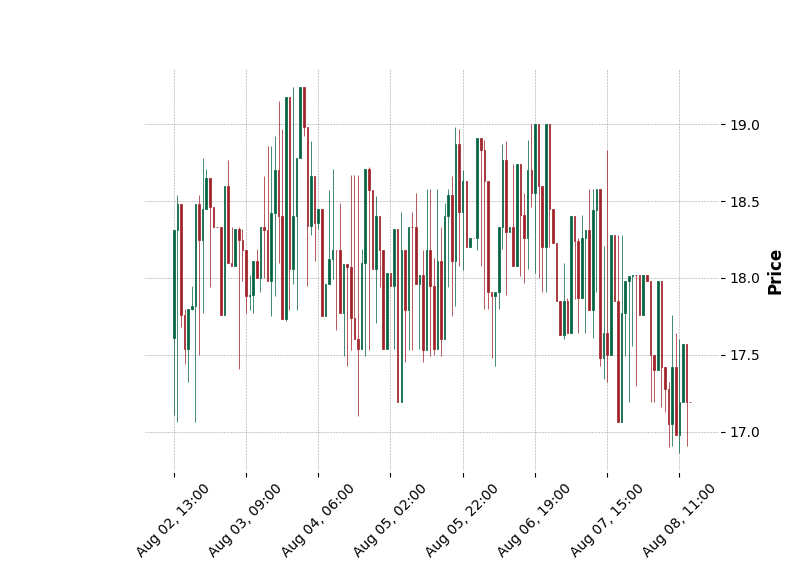 19.0
18.5
18.0
17.5
17.0
Price
Aug 02, 13:00
Aug 03, 09:00
Aug 04, 06:00
Aug 05, 02:00
Aug 05, 22:00
Aug 06, 19:00
Aug 07, 15:00
Aug 08, 11:00